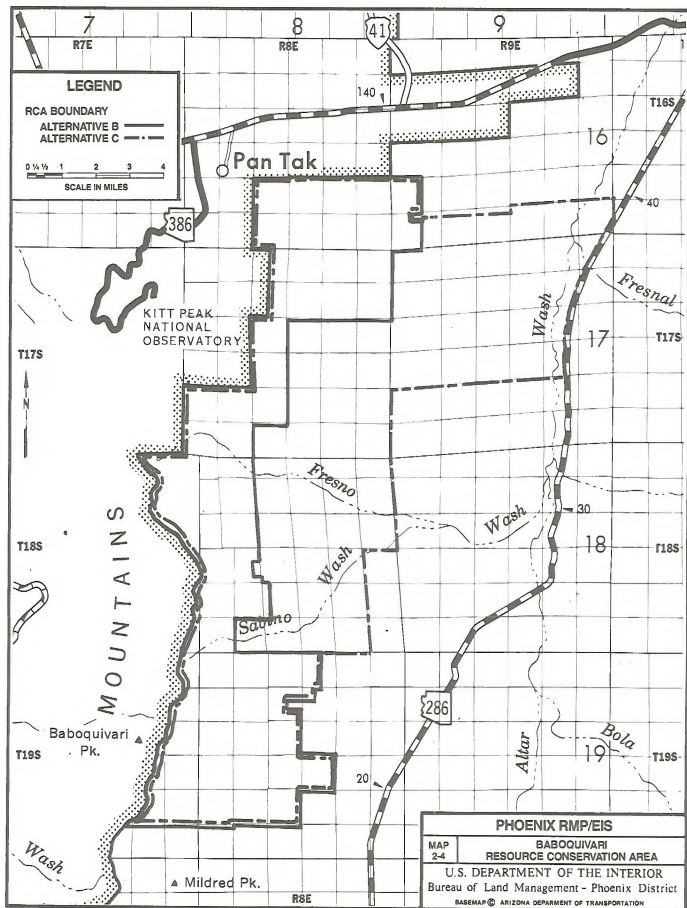 7 8 9
R7E R8E R9E
41
LEGEND
RCA BOUNDARY
ALTERNATIVE B
ALTERNATIVE C
0 ¼ ½ 1 2 3 4
SCALE IN MILES
140
T16S
16
Pan Tak
40
386
Fresnal
Wash
KITT PEAK
NATIONAL
OBSERVATORY
T17S
17
T17S
N
Fresno
Wash
30
MOUNTAINS
T18S
Wash
18
T18S
Sabino
286
Baboquivari
Pk.
Bola
T19S
Altar
19
T19S
20
Wash
Mildred Pk.
R8E
PHOENIX RMP/EIS
MAP
2-4
BABOQUIVARI
RESOURCE CONSERVATION AREA
U.S. DEPARTMENT OF THE INTERIOR
Bureau of Land Management - Phoenix District
BASEMAP © ARIZONA DEPARMENT OF TRANSPORTATION